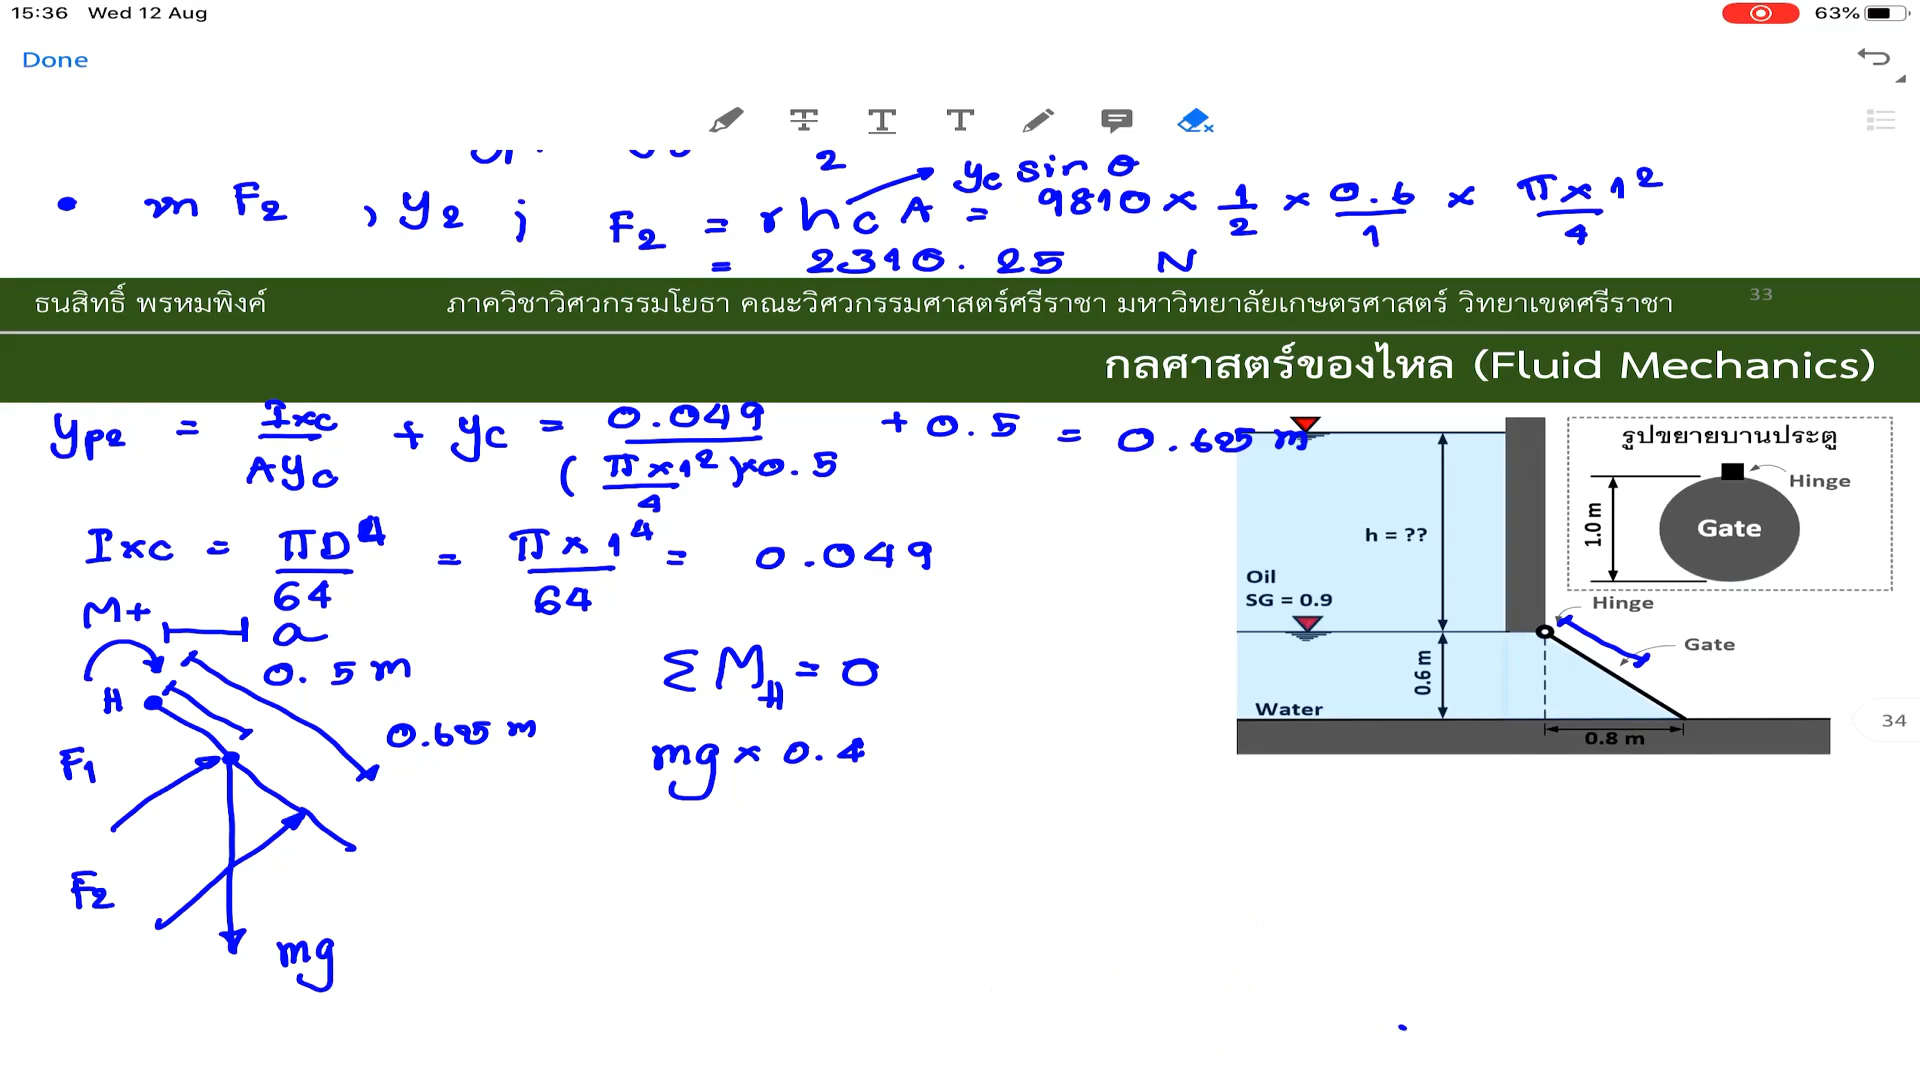 15:36 Wed 12 Aug
63%
Done
• หา F2 , y2 ; F2 = γ hc A = 9810 × 1/2 × 0.6/1 × π×1²/4
yc sin θ
2
= 2310.25 N
ธนสิทธิ์ พรหมพิงค์ ภาควิชาวิศวกรรมโยธา คณะวิศวกรรมศาสตร์ศรีราชา มหาวิทยาลัยเกษตรศาสตร์ วิทยาเขตศรีราชา 33
กลศาสตร์ของไหล (Fluid Mechanics)
yp2 = Ixc/Ayc + yc = 0.049/(π×1²/4)×0.5 + 0.5 = 0.625 m
Ixc = πD⁴/64 = π×1⁴/64 = 0.049
M+
a
0.5 m
H
0.625 m
F1
F2
mg
ΣMH = 0
mg × 0.4
รูปขยายบานประตู
Hinge
1.0 m
Gate
h = ??
Oil
SG = 0.9
Hinge
Gate
0.6 m
Water
0.8 m
34